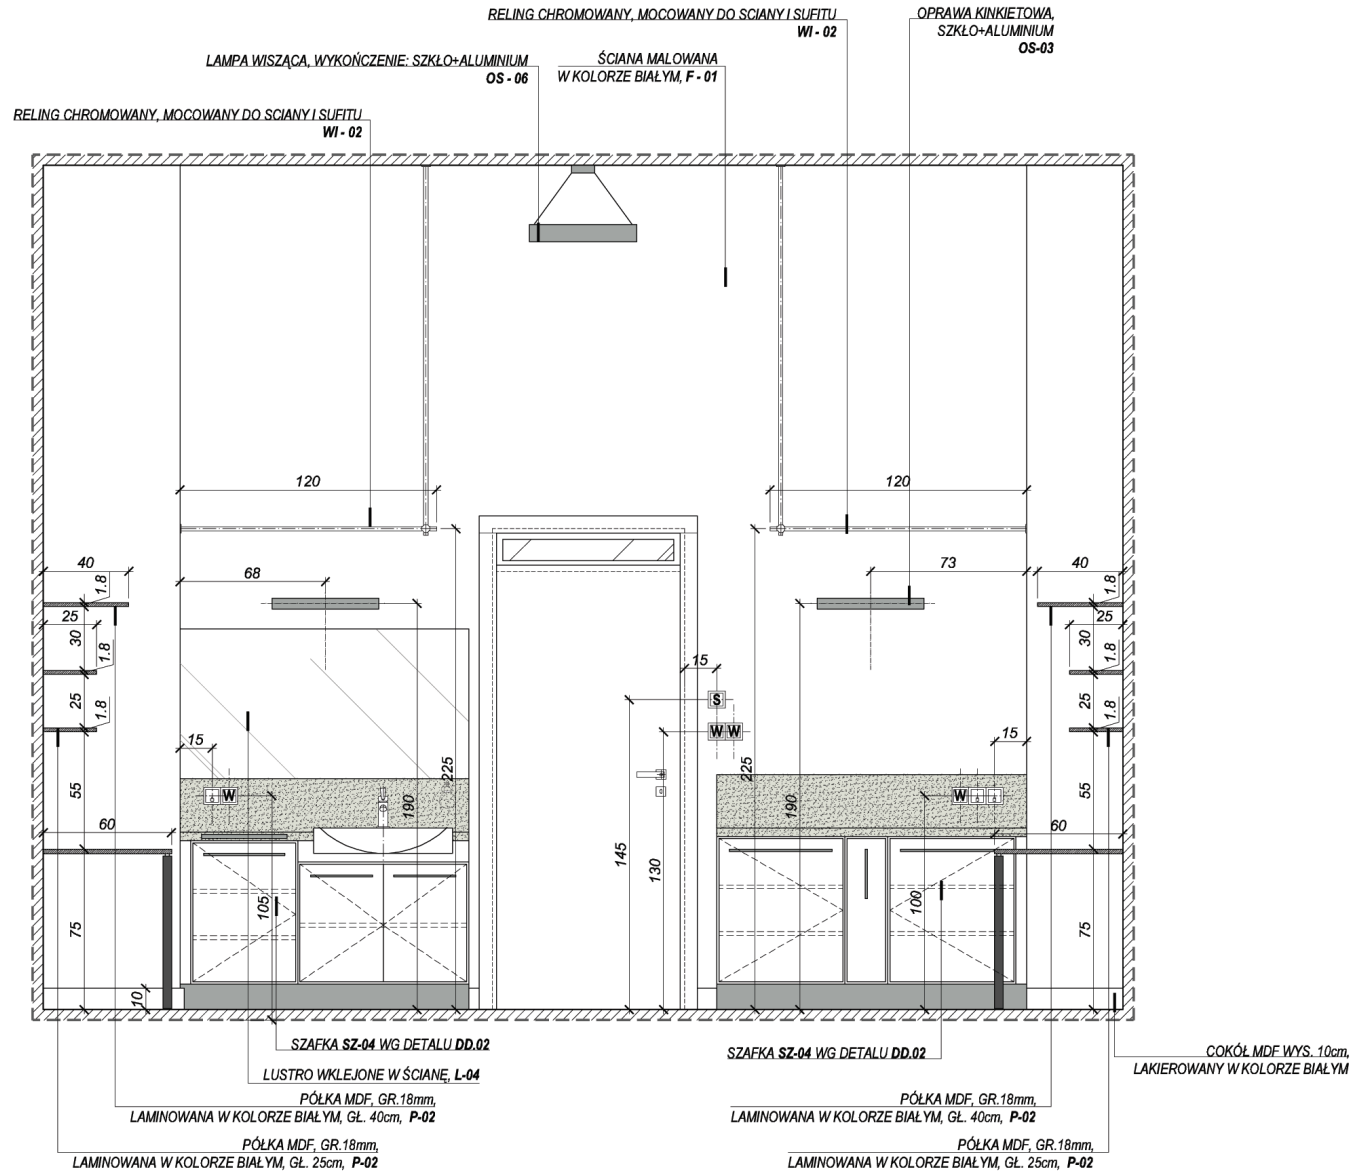 RELING CHROMOWANY, MOCOWANY DO SCIANY I SUFITU
WI - 02
OPRAWA KINKIETOWA,
SZKŁO+ALUMINIUM
OS-03
LAMPA WISZĄCA, WYKOŃCZENIE: SZKŁO+ALUMINIUM
OS - 06
ŚCIANA MALOWANA
W KOLORZE BIAŁYM, F - 01
RELING CHROMOWANY, MOCOWANY DO SCIANY I SUFITU
WI - 02
120
120
40
1.8
68
73
40
1.8
25
30
1.8
25
30
1.8
15
25
1.8
S
25
1.8
W W
15
15
225
225
55
W
190
190
W
55
60
60
145
130
105
100
75
75
10
SZAFKA SZ-04 WG DETALU DD.02
SZAFKA SZ-04 WG DETALU DD.02
COKÓŁ MDF WYS. 10cm,
LAKIEROWANY W KOLORZE BIAŁYM
LUSTRO WKLEJONE W ŚCIANĘ, L-04
PÓŁKA MDF, GR.18mm,
LAMINOWANA W KOLORZE BIAŁYM, GŁ. 40cm, P-02
PÓŁKA MDF, GR.18mm,
LAMINOWANA W KOLORZE BIAŁYM, GŁ. 40cm, P-02
PÓŁKA MDF, GR.18mm,
LAMINOWANA W KOLORZE BIAŁYM, GŁ. 25cm, P-02
PÓŁKA MDF, GR.18mm,
LAMINOWANA W KOLORZE BIAŁYM, GŁ. 25cm, P-02